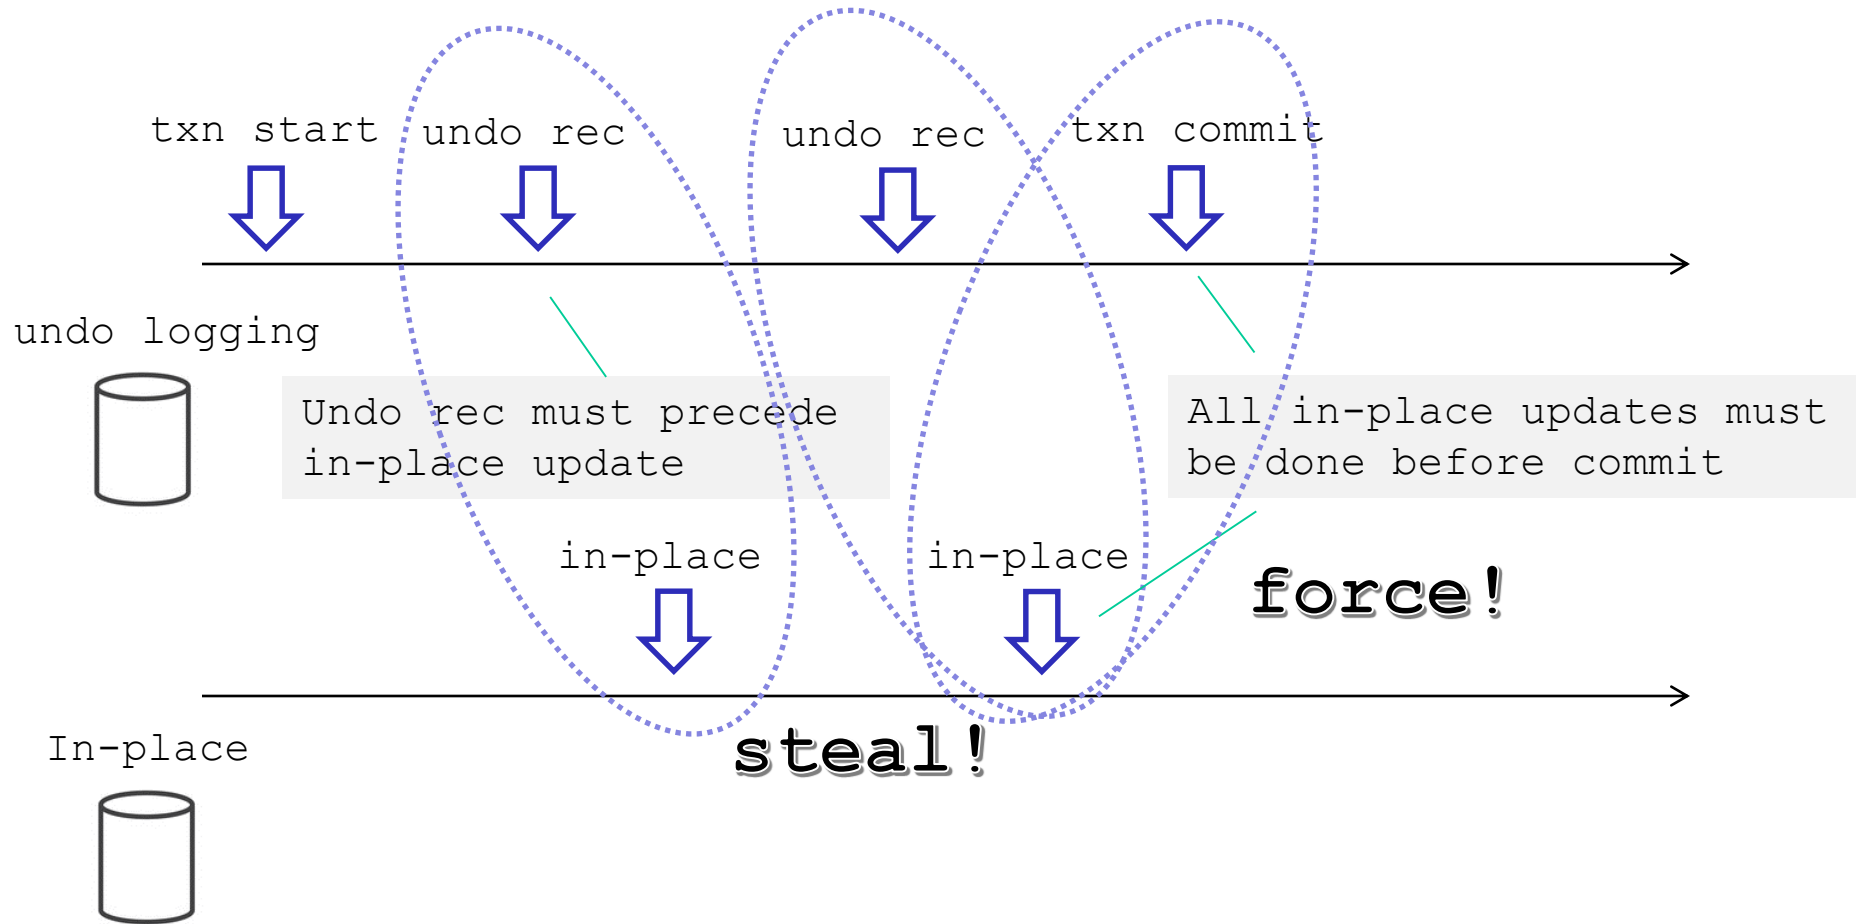 txn start
undo rec
undo rec
txn commit
undo logging
Undo rec must precede
in-place update
All in-place updates must
be done before commit
in-place
in-place
force!
steal!
In-place